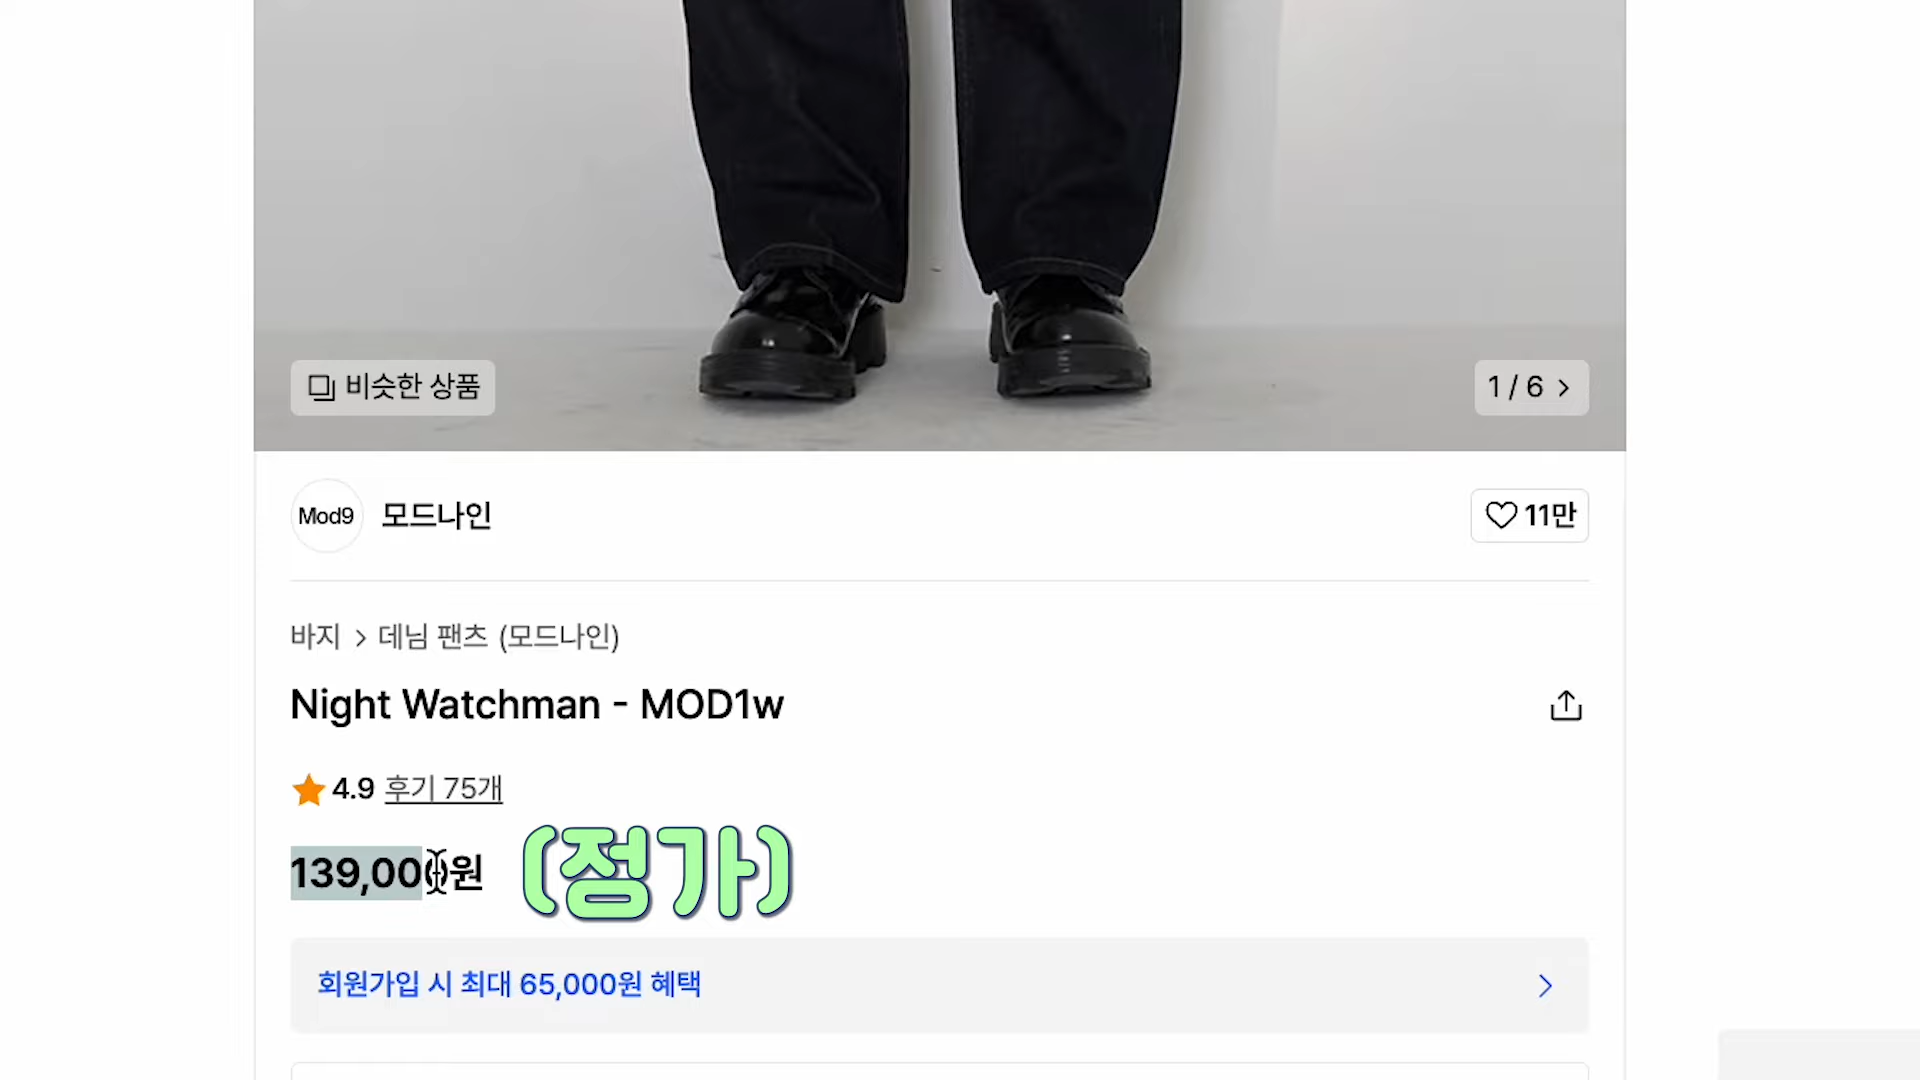 비슷한 상품
1 / 6
Mod9 모드나인
11만
바지 > 데님 팬츠 (모드나인)
Night Watchman - MOD1w
4.9 후기 75개
139,000원 (정가)
회원가입 시 최대 65,000원 혜택